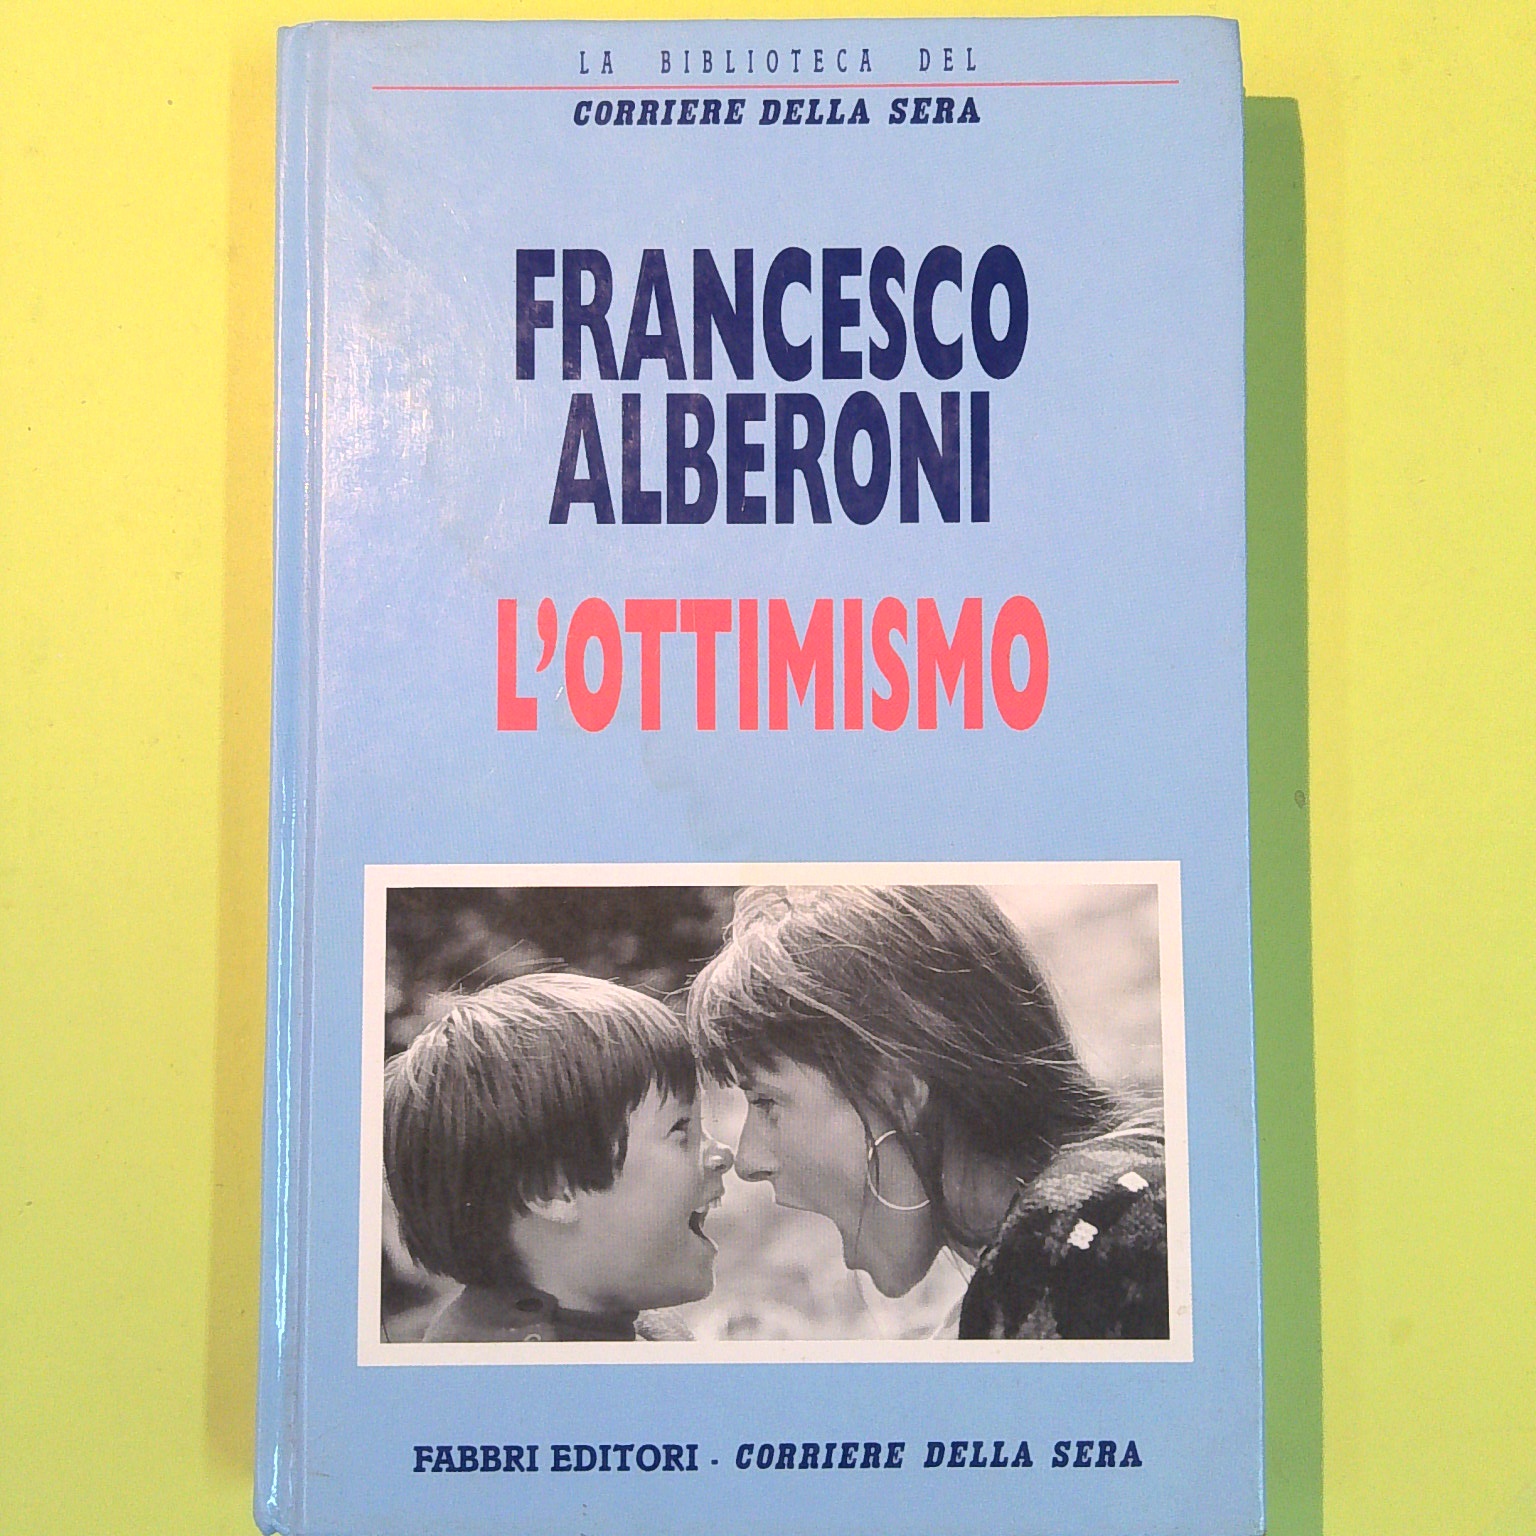 LA BIBLIOTECA DEL
CORRIERE DELLA SERA
FRANCESCO
ALBERONI
L'OTTIMISMO
FABBRI EDITORI - CORRIERE DELLA SERA